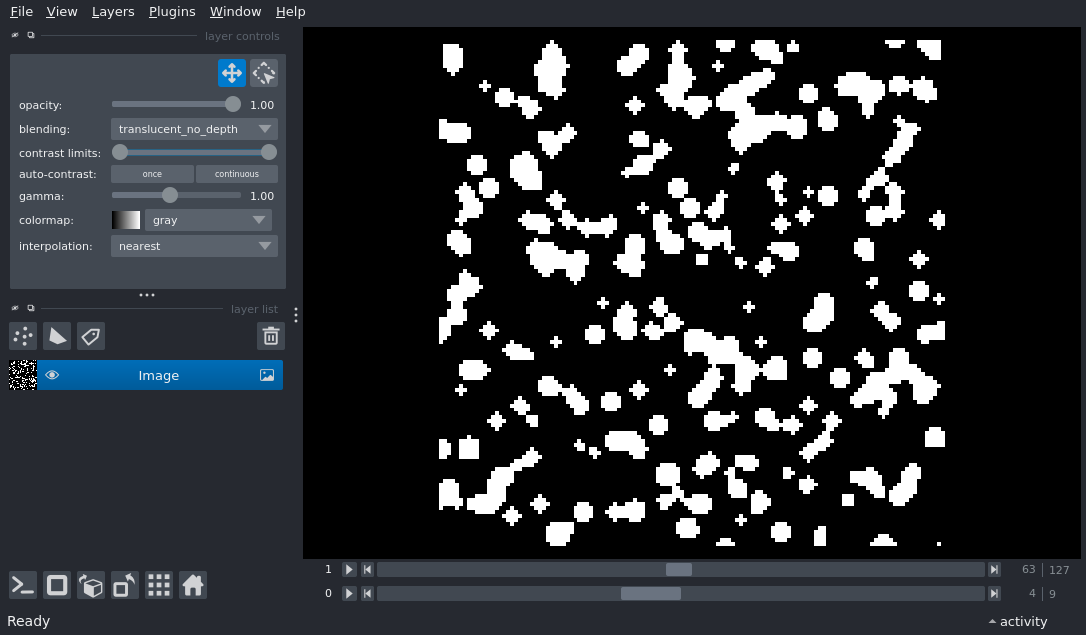 File View Layers Plugins Window Help
layer controls
opacity: 1.00
blending: translucent_no_depth
contrast limits:
auto-contrast: once continuous
gamma: 1.00
colormap: gray
interpolation: nearest
layer list
Image
1 63 127
0 4 9
Ready activity